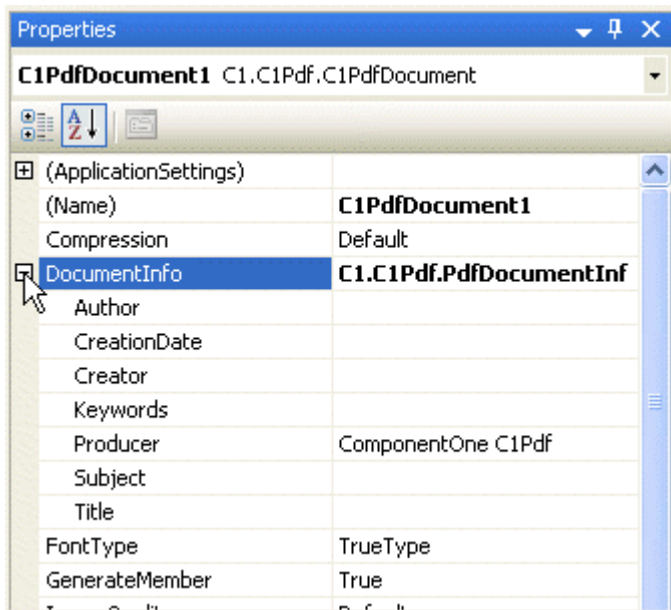 Properties
C1PdfDocument1 C1.C1Pdf.C1PdfDocument
A
Z
(ApplicationSettings)
(Name) C1PdfDocument1
Compression Default
DocumentInfo C1.C1Pdf.PdfDocumentInf
Author
CreationDate
Creator
Keywords
Producer ComponentOne C1Pdf
Subject
Title
FontType TrueType
GenerateMember True